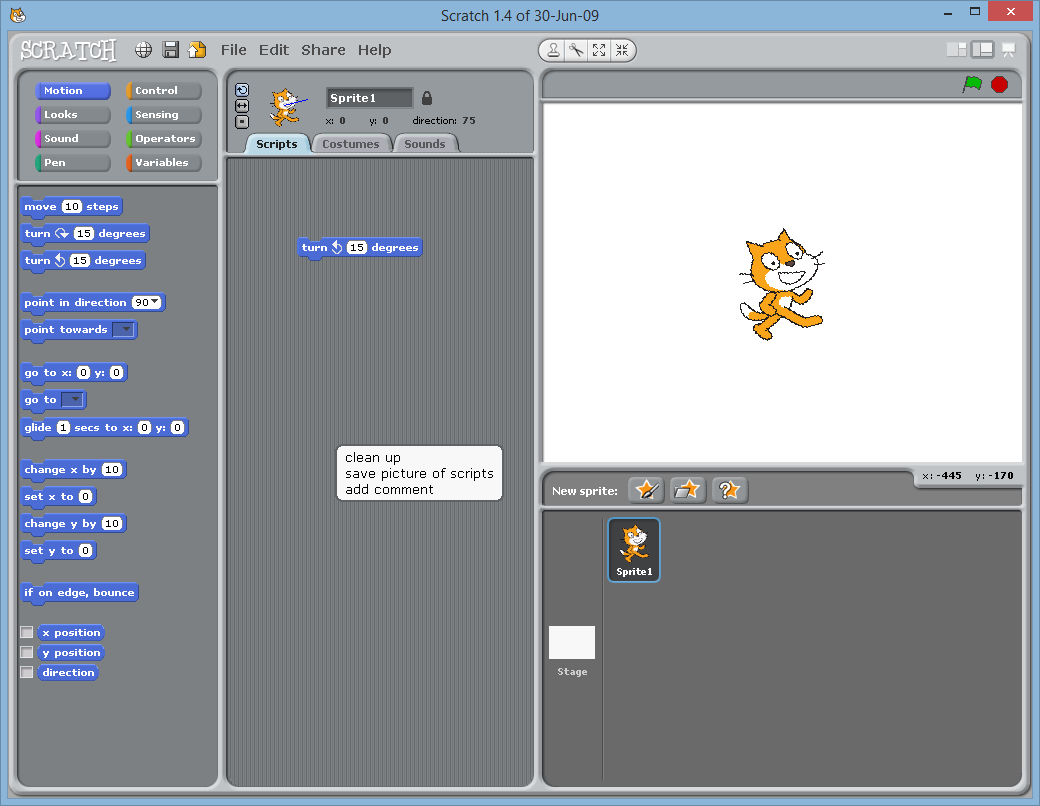 Scratch 1.4 of 30-Jun-09
SCRATCH File Edit Share Help
Motion Control
Looks Sensing
Sound Operators
Pen Variables
move 10 steps
turn 15 degrees
turn 15 degrees
point in direction 90
point towards
go to x: 0 y: 0
go to
glide 1 secs to x: 0 y: 0
change x by 10
set x to 0
change y by 10
set y to 0
if on edge, bounce
x position
y position
direction
Sprite1
x: 0 y: 0 direction: 75
Scripts Costumes Sounds
turn 15 degrees
clean up
save picture of scripts
add comment
x: -445 y: -170
New sprite:
Sprite1
Stage